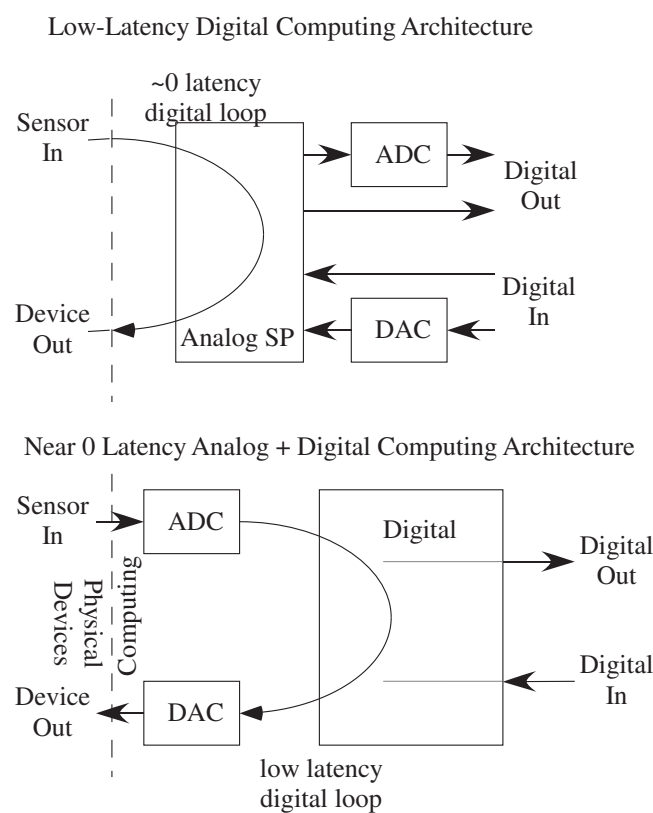 Low-Latency Digital Computing Architecture
~0 latency
digital loop
Sensor
In
ADC
Digital
Out
Device
Out
Analog SP
DAC
Digital
In
Near 0 Latency Analog + Digital Computing Architecture
Sensor
In
ADC
Digital
Digital
Out
Physical
Devices
Computing
Device
Out
DAC
Digital
In
low latency
digital loop